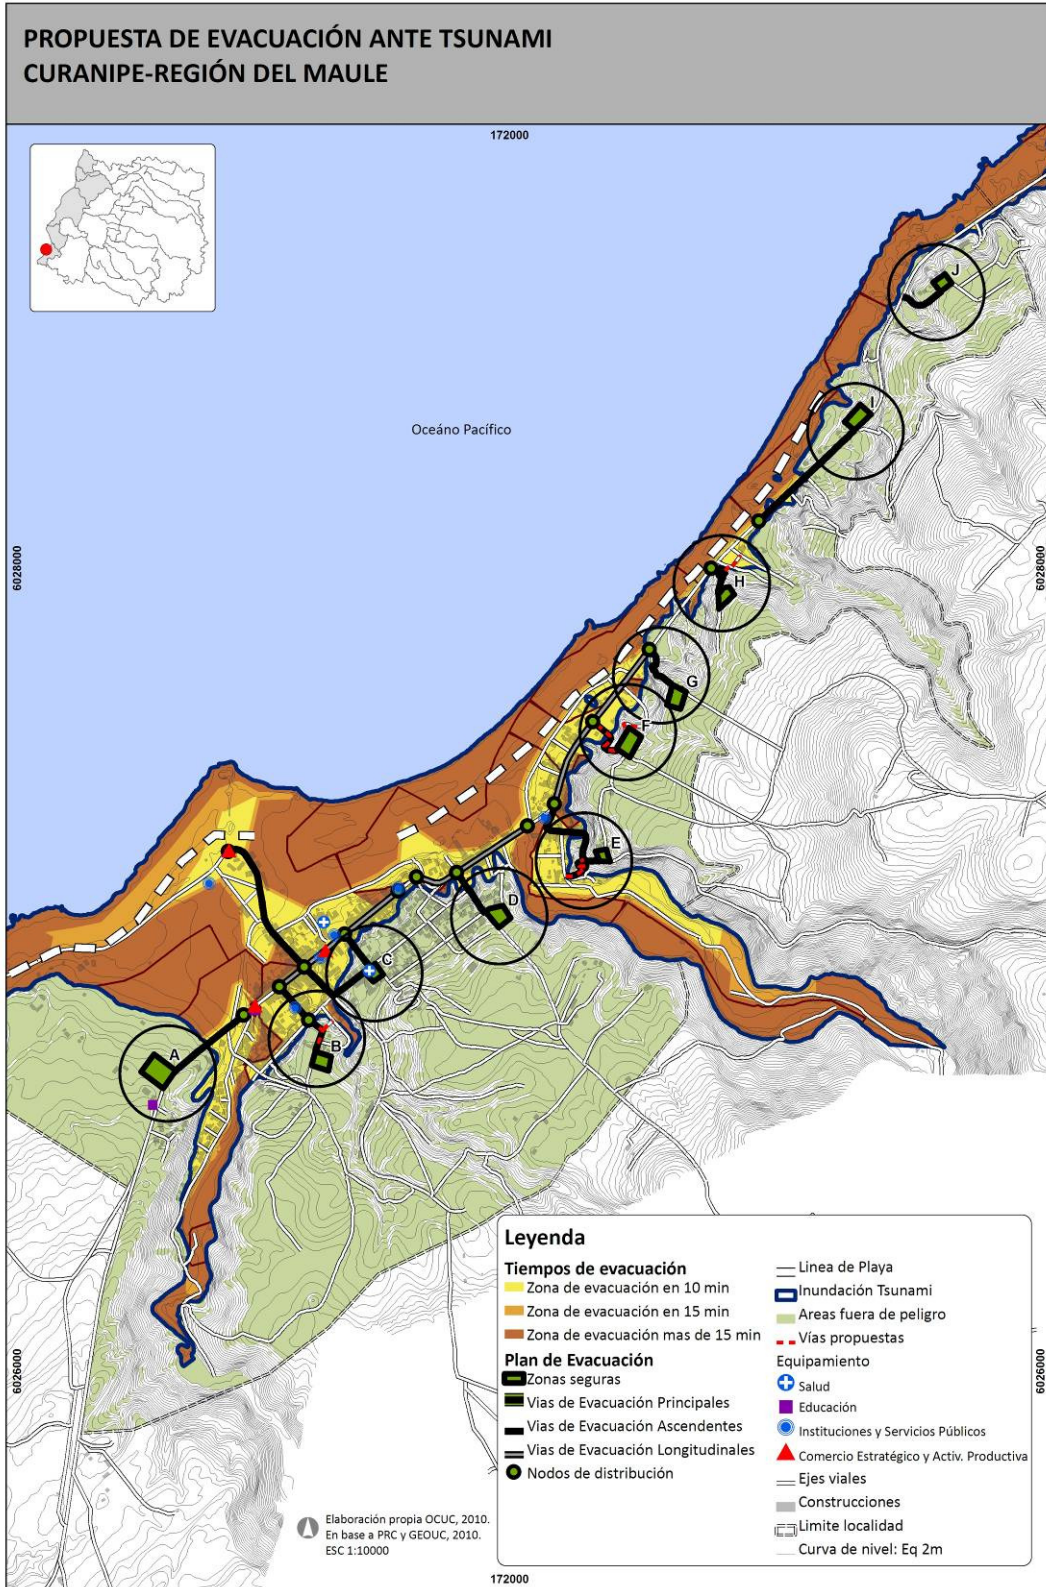 PROPUESTA DE EVACUACIÓN ANTE TSUNAMI
CURANIPE-REGIÓN DEL MAULE
172000
Oceáno Pacífico
6028000
6028000
J
I
H
G
F
E
D
C
B
A
6026000
6026000
Leyenda
Tiempos de evacuación
Zona de evacuación en 10 min
Zona de evacuación en 15 min
Zona de evacuación mas de 15 min
Plan de Evacuación
Zonas seguras
Vias de Evacuación Principales
Vias de Evacuación Ascendentes
Vias de Evacuación Longitudinales
Nodos de distribución
Linea de Playa
Inundación Tsunami
Areas fuera de peligro
Vías propuestas
Equipamiento
Salud
Educación
Instituciones y Servicios Públicos
Comercio Estratégico y Activ. Productiva
Ejes viales
Construcciones
Limite localidad
Curva de nivel: Eq 2m
Elaboración propia OCUC, 2010.
En base a PRC y GEOUC, 2010.
ESC 1:10000
172000